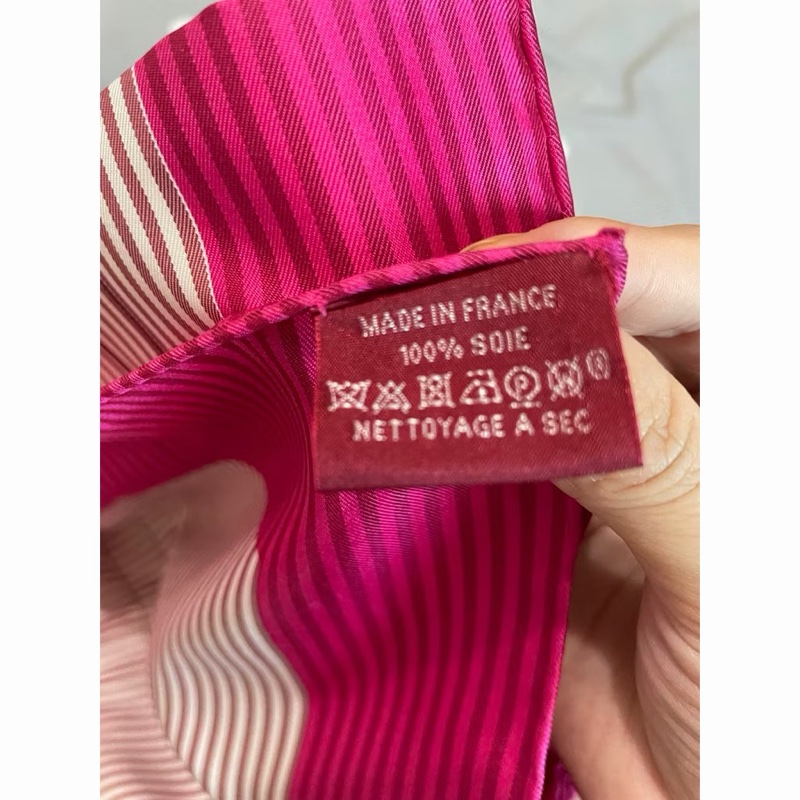 MADE IN FRANCE
100% SOIE
P
NETTOYAGE A SEC